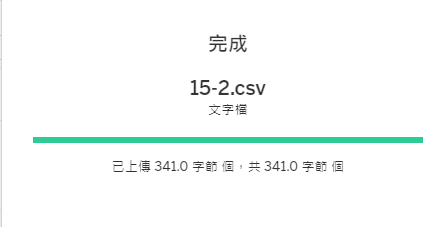 完成
15-2.csv
文字檔
已上傳 341.0 字節 個，共 341.0 字節 個